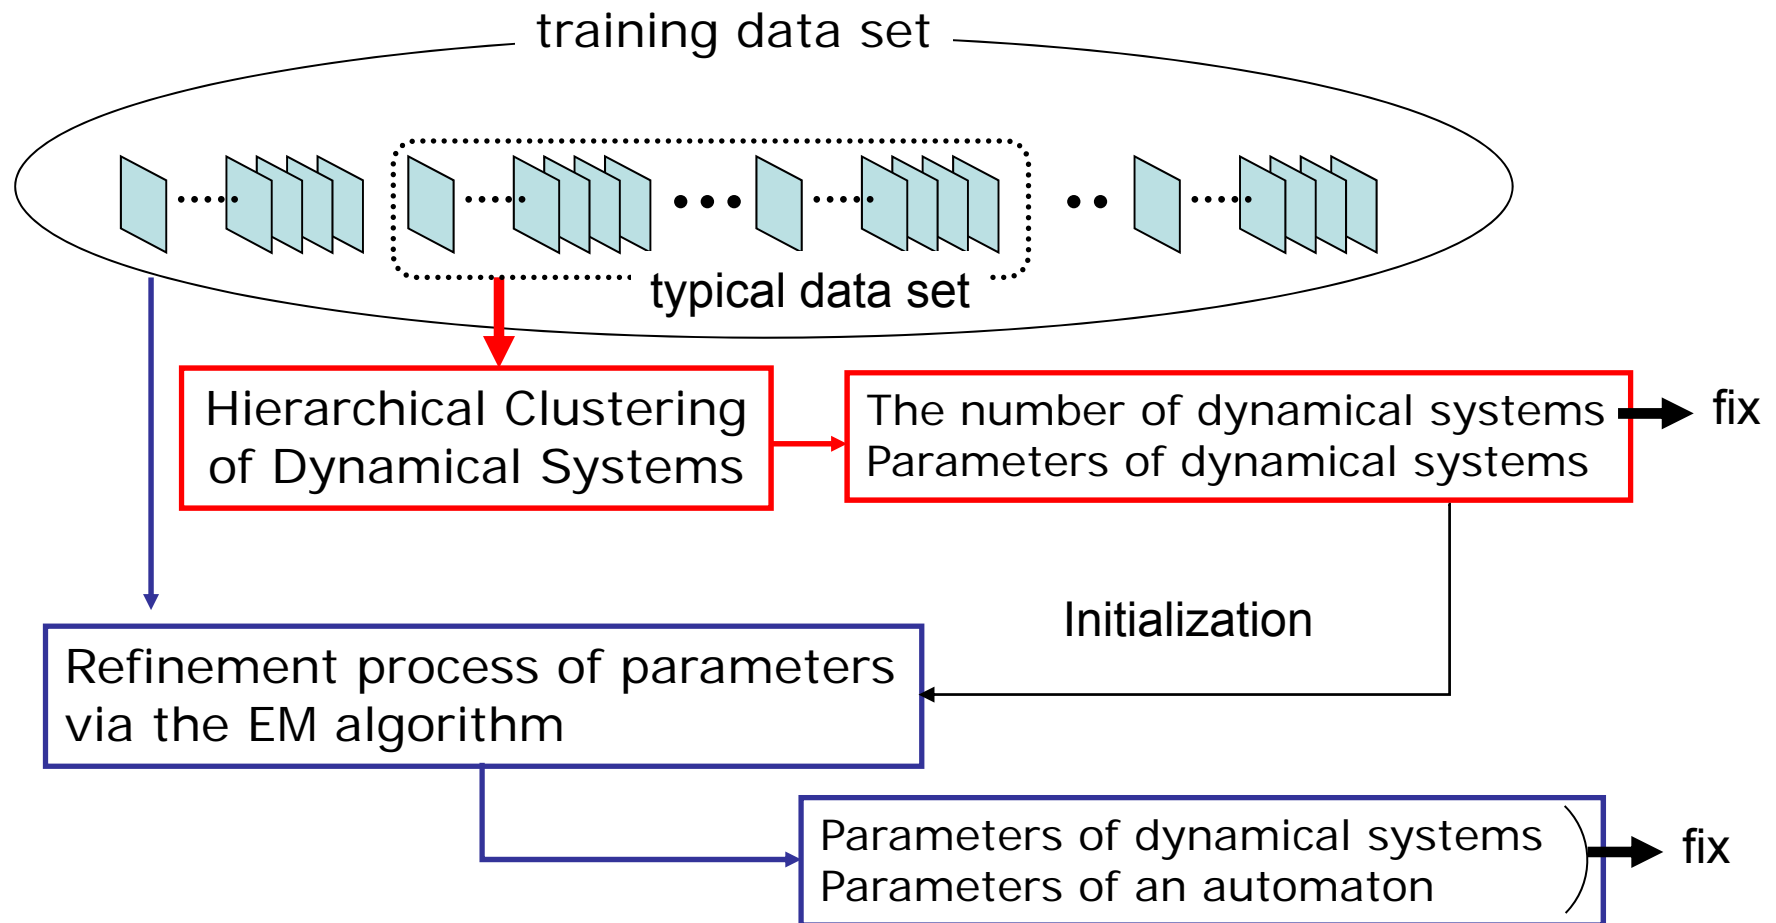 training data set
typical data set
Hierarchical Clustering
of Dynamical Systems
The number of dynamical systems
Parameters of dynamical systems
fix
Initialization
Refinement process of parameters
via the EM algorithm
Parameters of dynamical systems
Parameters of an automaton
fix